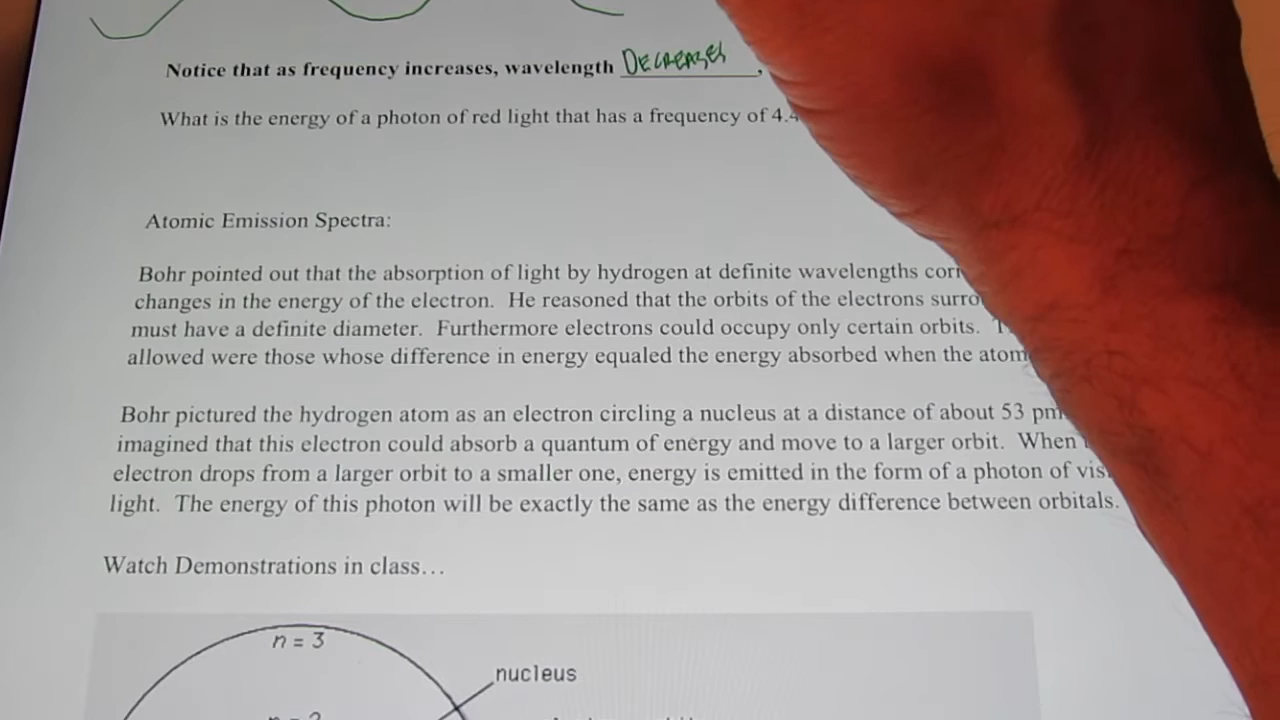 Notice that as frequency increases, wavelength DECREASES,
What is the energy of a photon of red light that has a frequency of 4.4
Atomic Emission Spectra:
Bohr pointed out that the absorption of light by hydrogen at definite wavelengths
changes in the energy of the electron. He reasoned that the orbits of the electrons
must have a definite diameter. Furthermore electrons could occupy only certain orbits.
allowed were those whose difference in energy equaled the energy absorbed when the atom
Bohr pictured the hydrogen atom as an electron circling a nucleus at a distance of about 53 pm
imagined that this electron could absorb a quantum of energy and move to a larger orbit. When
electron drops from a larger orbit to a smaller one, energy is emitted in the form of a photon of
light. The energy of this photon will be exactly the same as the energy difference between orbitals.
Watch Demonstrations in class…
n = 3
nucleus